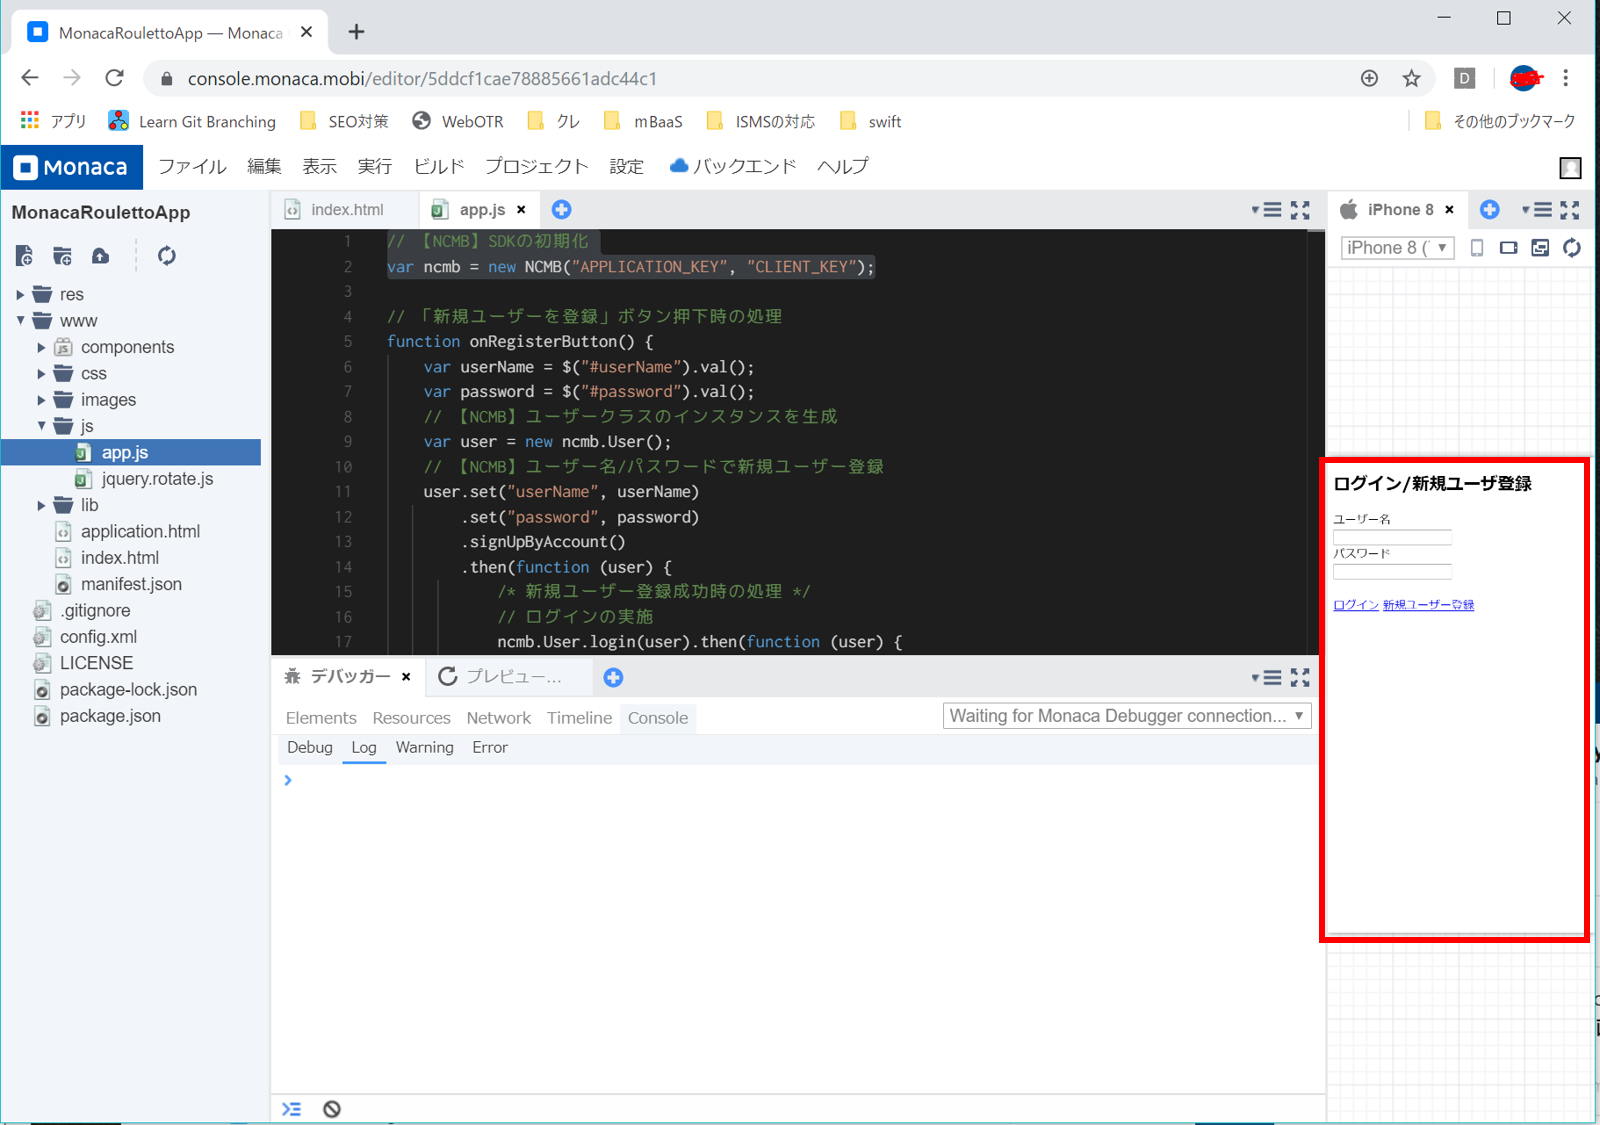 MonacaRoulettoApp — Monaca
console.monaca.mobi/editor/5ddcf1cae78885661adc44c1
D
アプリ Learn Git Branching SEO対策 WebOTR クレ mBaaS ISMSの対応 swift その他のブックマーク
Monaca ファイル 編集 表示 実行 ビルド プロジェクト 設定 バックエンド ヘルプ
MonacaRoulettoApp
res
www
components
css
images
js
app.js
jquery.rotate.js
lib
application.html
index.html
manifest.json
.gitignore
config.xml
LICENSE
package-lock.json
package.json
index.html app.js
1 // 【NCMB】SDKの初期化
2 var ncmb = new NCMB("APPLICATION_KEY", "CLIENT_KEY");
3
4 // 「新規ユーザーを登録」ボタン押下時の処理
5 function onRegisterButton() {
6 var userName = $("#userName").val();
7 var password = $("#password").val();
8 // 【NCMB】ユーザークラスのインスタンスを生成
9 var user = new ncmb.User();
10 // 【NCMB】ユーザー名/パスワードで新規ユーザー登録
11 user.set("userName", userName)
12 .set("password", password)
13 .signUpByAccount()
14 .then(function (user) {
15 /* 新規ユーザー登録成功時の処理 */
16 // ログインの実施
17 ncmb.User.login(user).then(function (user) {
デバッガー プレビュー...
Elements Resources Network Timeline Console Waiting for Monaca Debugger connection...
Debug Log Warning Error
iPhone 8
iPhone 8 (
ログイン/新規ユーザ登録
ユーザー名
パスワード
ログイン 新規ユーザー登録